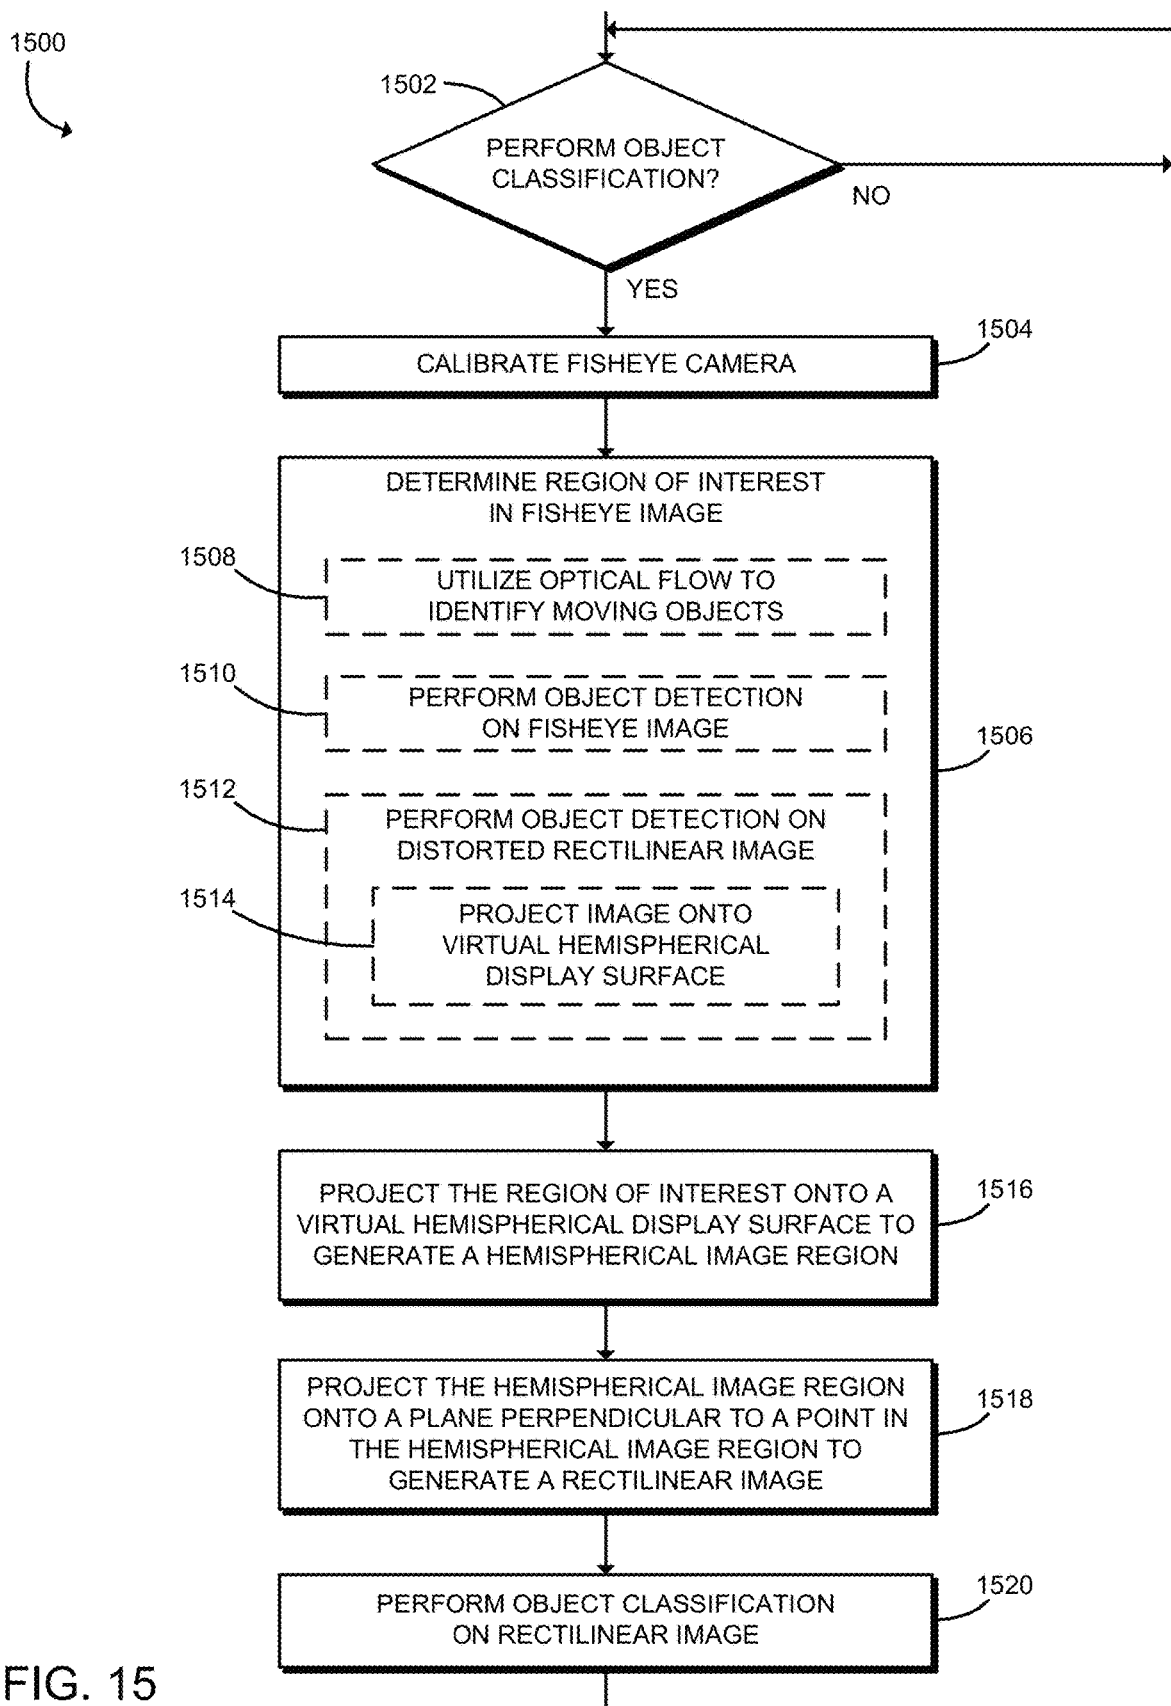 1500
1502
PERFORM OBJECT
CLASSIFICATION?
NO
YES
1504
CALIBRATE FISHEYE CAMERA
DETERMINE REGION OF INTEREST
IN FISHEYE IMAGE
1508
UTILIZE OPTICAL FLOW TO
IDENTIFY MOVING OBJECTS
1510
PERFORM OBJECT DETECTION
ON FISHEYE IMAGE
1506
1512
PERFORM OBJECT DETECTION ON
DISTORTED RECTILINEAR IMAGE
1514
PROJECT IMAGE ONTO
VIRTUAL HEMISPHERICAL
DISPLAY SURFACE
1516
PROJECT THE REGION OF INTEREST ONTO A
VIRTUAL HEMISPHERICAL DISPLAY SURFACE TO
GENERATE A HEMISPHERICAL IMAGE REGION
1518
PROJECT THE HEMISPHERICAL IMAGE REGION
ONTO A PLANE PERPENDICULAR TO A POINT IN
THE HEMISPHERICAL IMAGE REGION TO
GENERATE A RECTILINEAR IMAGE
1520
PERFORM OBJECT CLASSIFICATION
ON RECTILINEAR IMAGE
FIG. 15